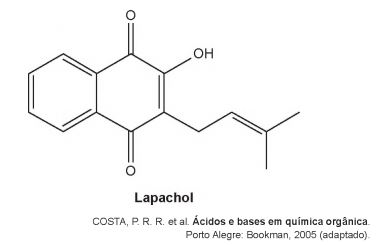 O
OH
O
Lapachol
COSTA, P. R. R. et al. Ácidos e bases em química orgânica.
Porto Alegre: Bookman, 2005 (adaptado).